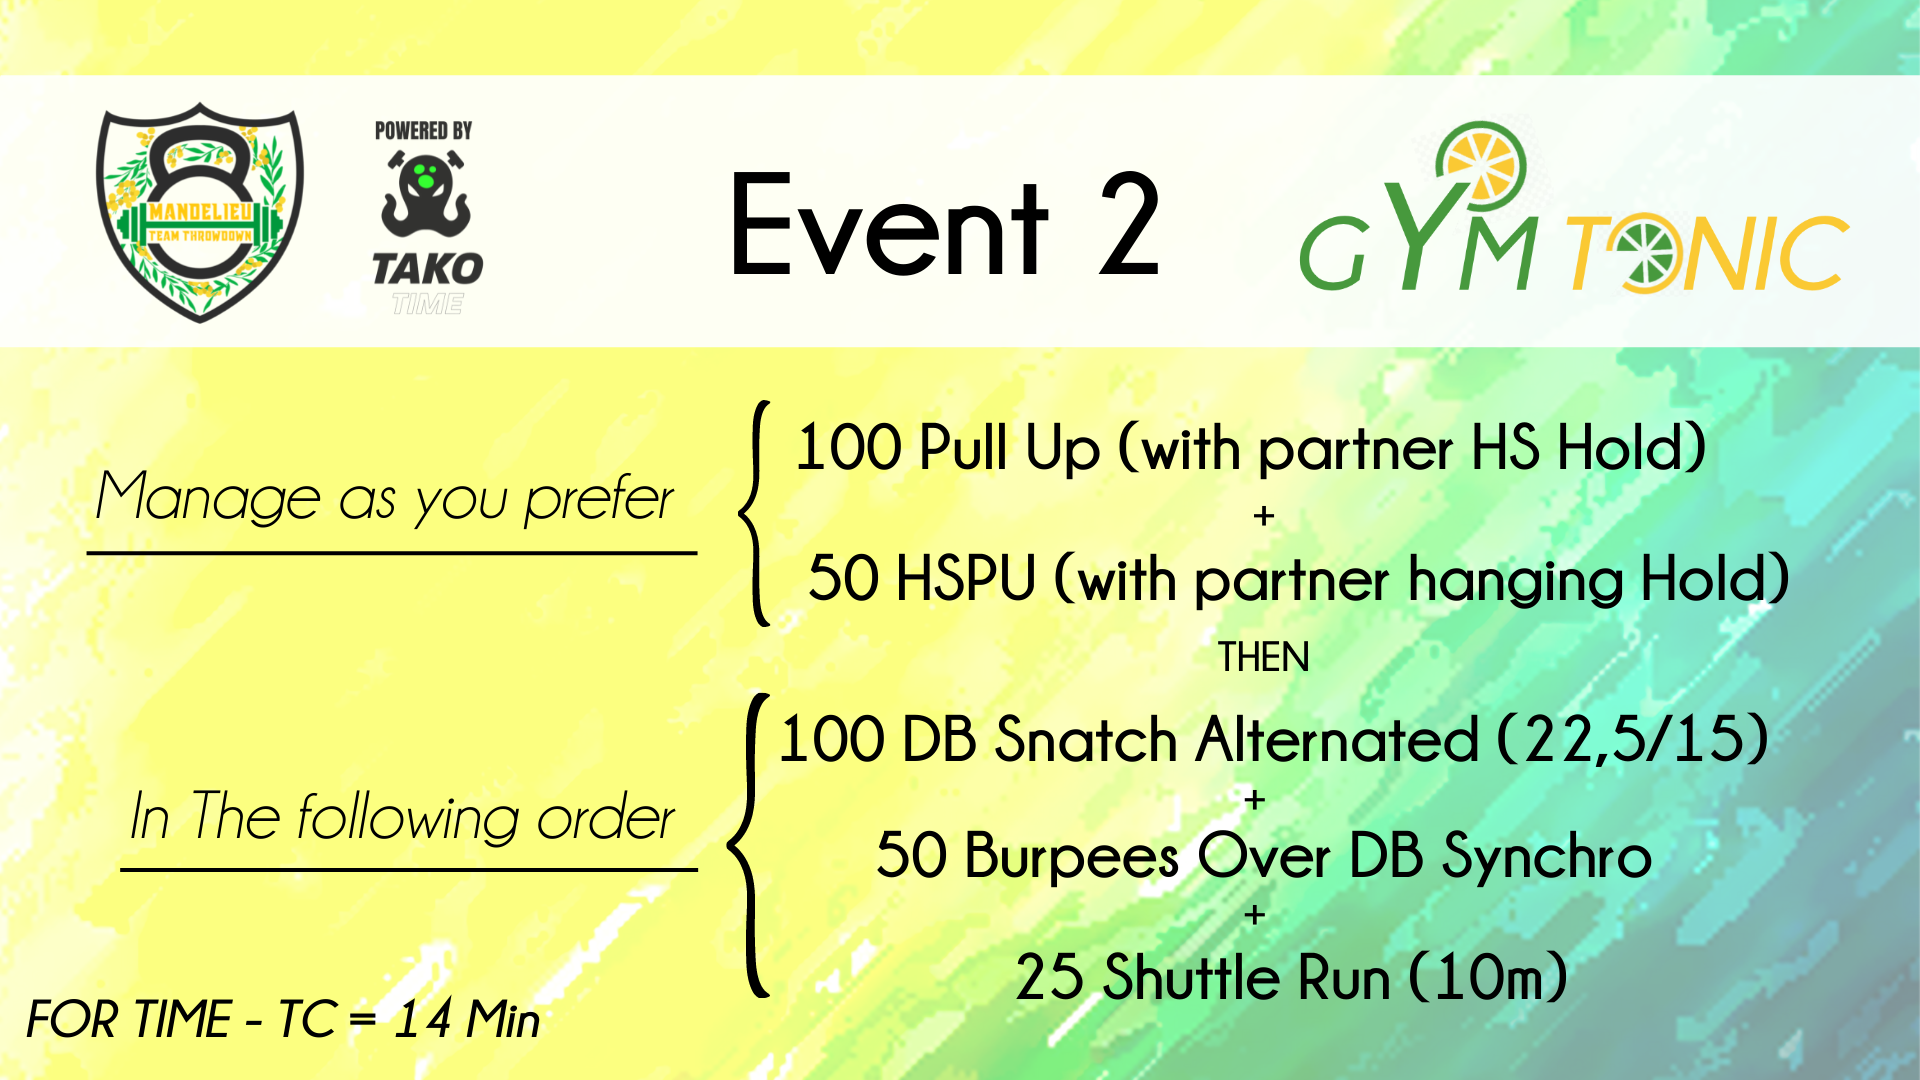 MANDELIEU
TEAM THROWDOWN
POWERED BY
TAKO
TIME
Event 2
GYM TONIC
Manage as you prefer
100 Pull Up (with partner HS Hold)
+
50 HSPU (with partner hanging Hold)
THEN
In The following order
100 DB Snatch Alternated (22,5/15)
+
50 Burpees Over DB Synchro
+
25 Shuttle Run (10m)
FOR TIME - TC = 14 Min